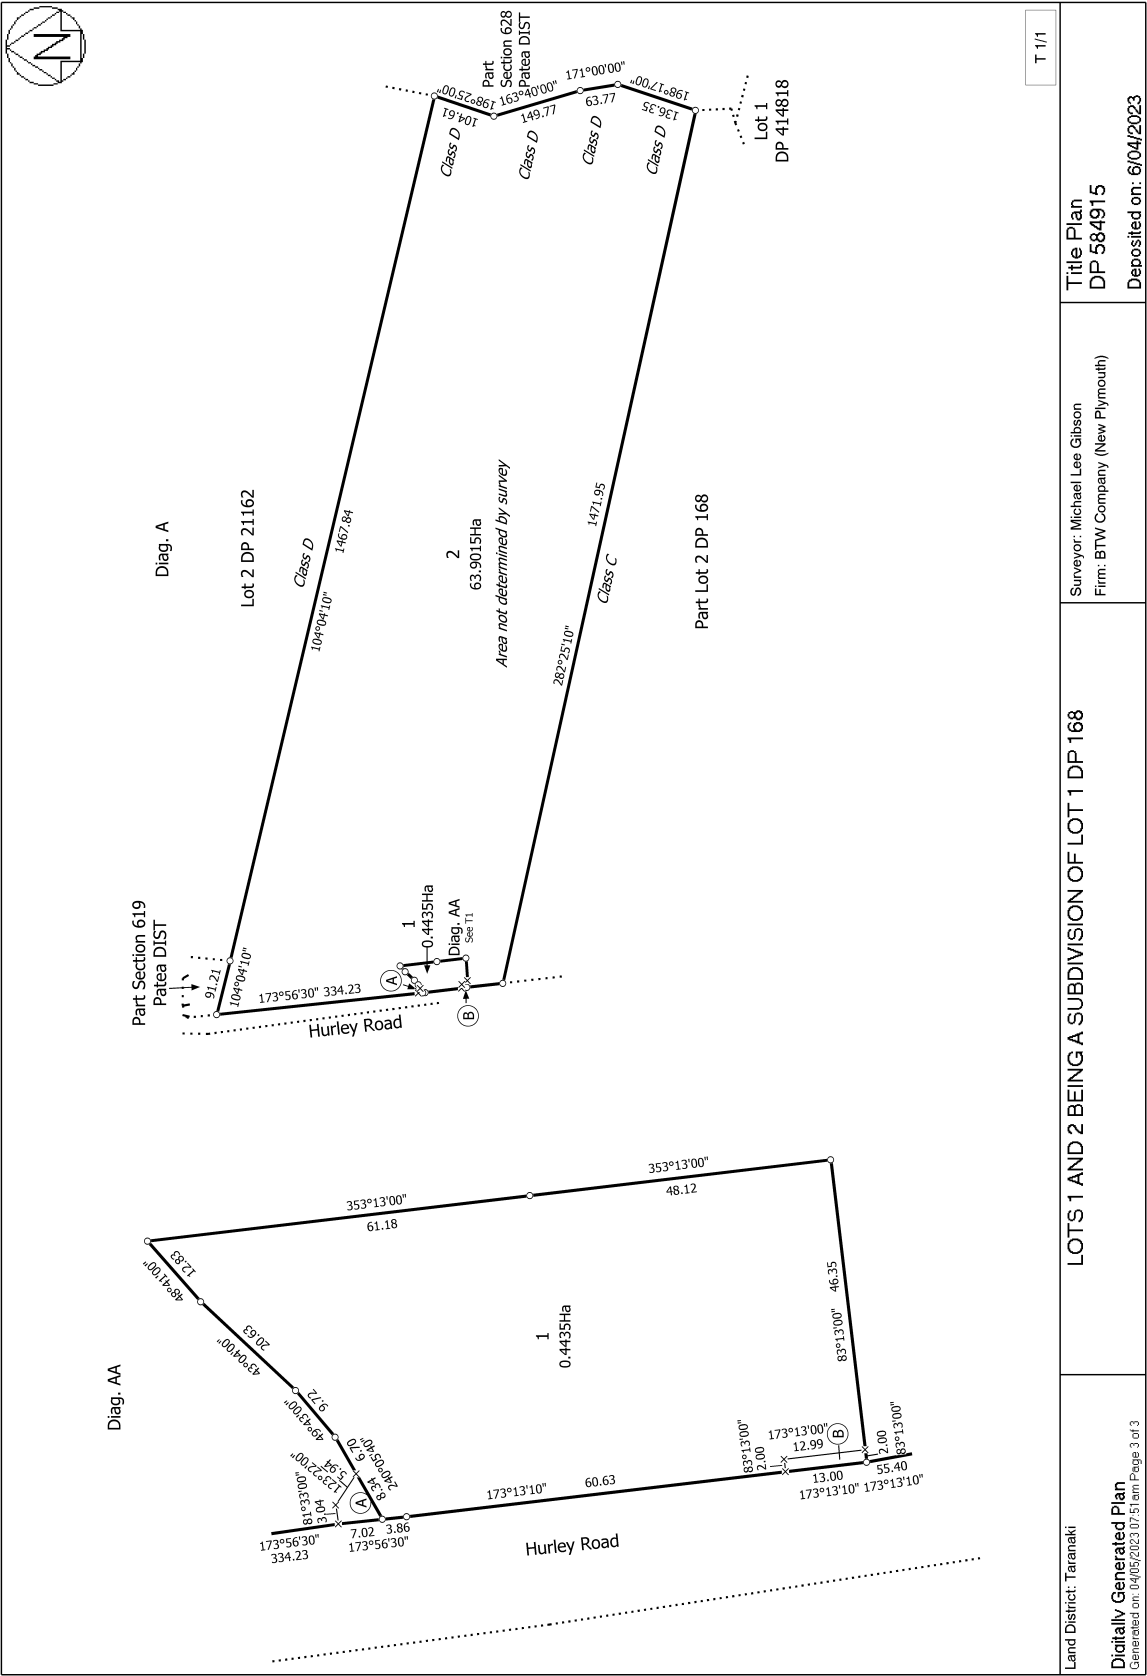 N
T 1/1
Diag. A
Part
Section 628
Patea DIST
198°25'00"
104.61
Class D
163°40'00"
149.77
Class D
171°00'00"
63.77
Class D
198°17'00"
136.35
Class D
Lot 1
DP 414818
Lot 2 DP 21162
Class D
104°04'10"
1467.84
2
63.9015Ha
Area not determined by survey
1471.95
282°25'10"
Class C
Part Lot 2 DP 168
Part Section 619
Patea DIST
91.21
104°04'10"
173°56'30" 334.23
Hurley Road
A
B
1
0.4435Ha
Diag. AA
See T1
Diag. AA
353°13'00"
61.18
353°13'00"
48.12
48°41'00"
12.83
43°04'00"
20.63
49°43'00"
9.72
6.70
240°05'40"
8.34
123°22'00"
5.94
81°33'00"
3.04
A
173°56'30"
334.23
7.02
3.86
173°56'30"
173°13'10"
60.63
1
0.4435Ha
83°13'00"
46.35
83°13'00"
2.00
173°13'00"
12.99
B
2.00
83°13'00"
13.00
173°13'10"
55.40
173°13'10"
Hurley Road
Land District: Taranaki
Digitally Generated Plan
Generated on: 04/05/2023 07:51am Page 3 of 3
LOTS 1 AND 2 BEING A SUBDIVISION OF LOT 1 DP 168
Surveyor: Michael Lee Gibson
Firm: BTW Company (New Plymouth)
Title Plan
DP 584915
Deposited on: 6/04/2023